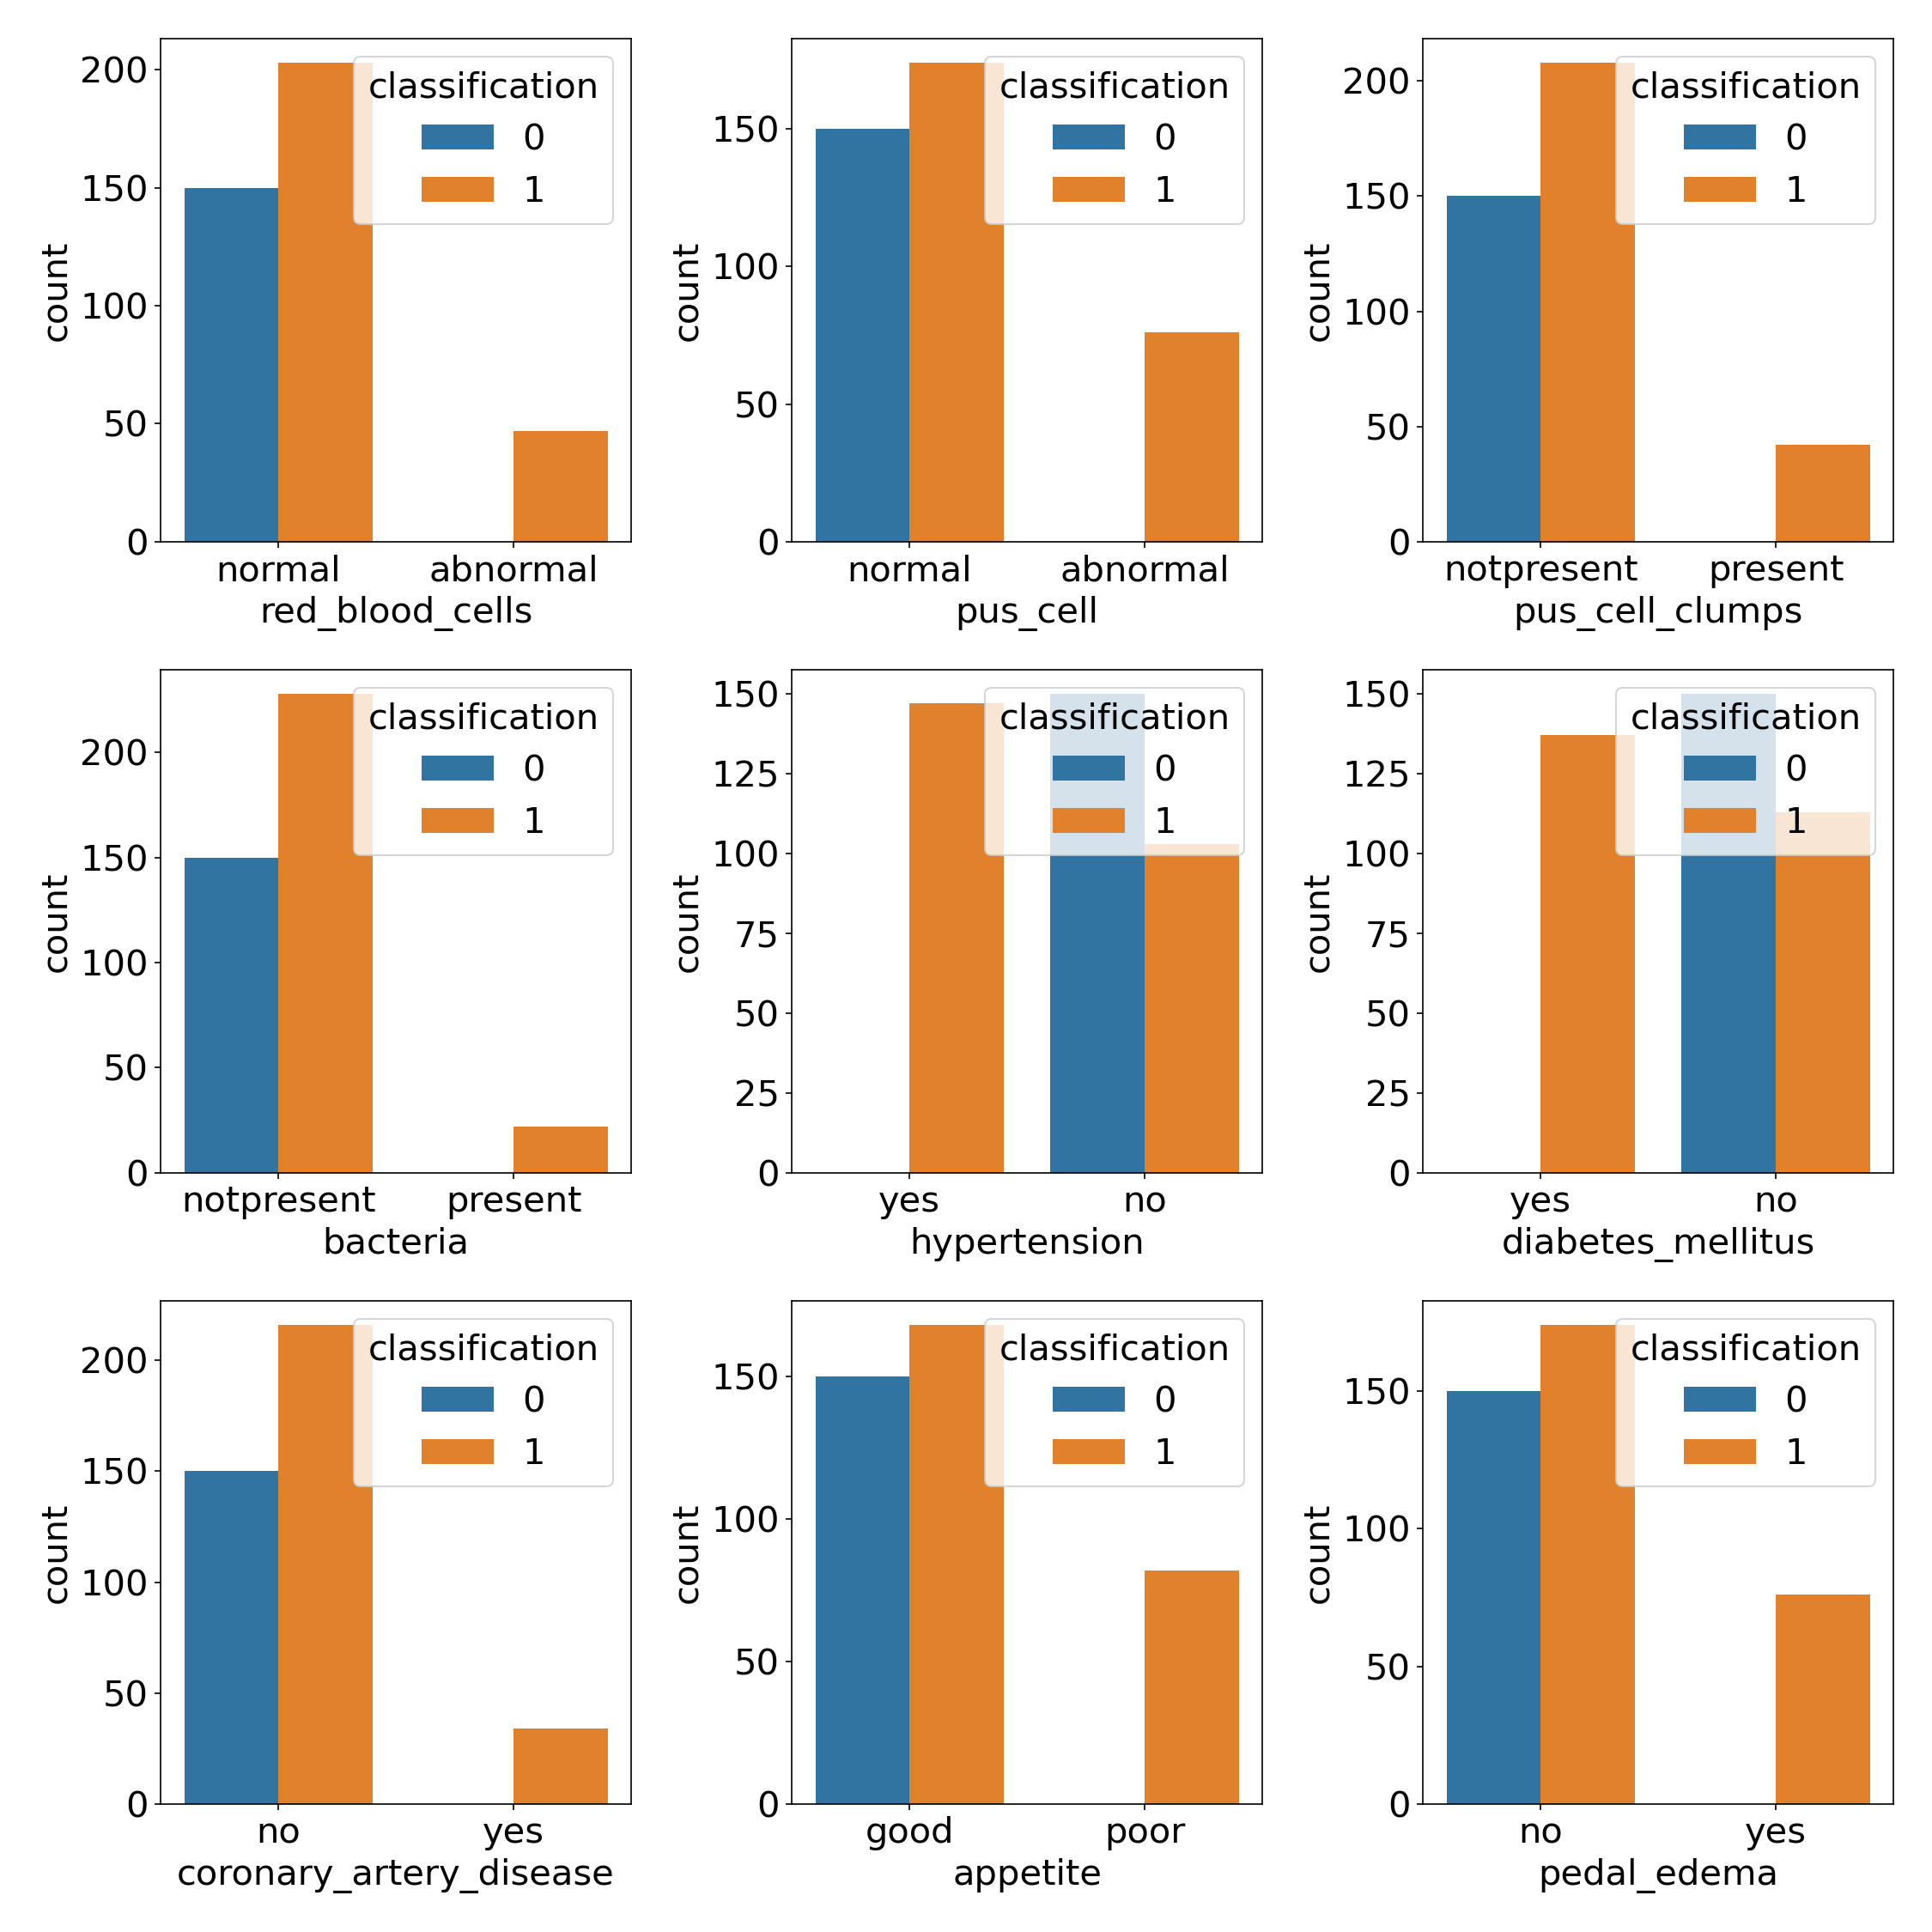 classification
0
1
200
150
100
50
0
count
normal abnormal
red_blood_cells
classification
0
1
150
100
50
0
count
normal abnormal
pus_cell
classification
0
1
200
150
100
50
0
count
notpresent present
pus_cell_clumps
classification
0
1
200
150
100
50
0
count
notpresent present
bacteria
classification
0
1
150
125
100
75
50
25
0
count
yes no
hypertension
classification
0
1
150
125
100
75
50
25
0
count
yes no
diabetes_mellitus
classification
0
1
200
150
100
50
0
count
no yes
coronary_artery_disease
classification
0
1
150
100
50
0
count
good poor
appetite
classification
0
1
150
100
50
0
count
no yes
pedal_edema